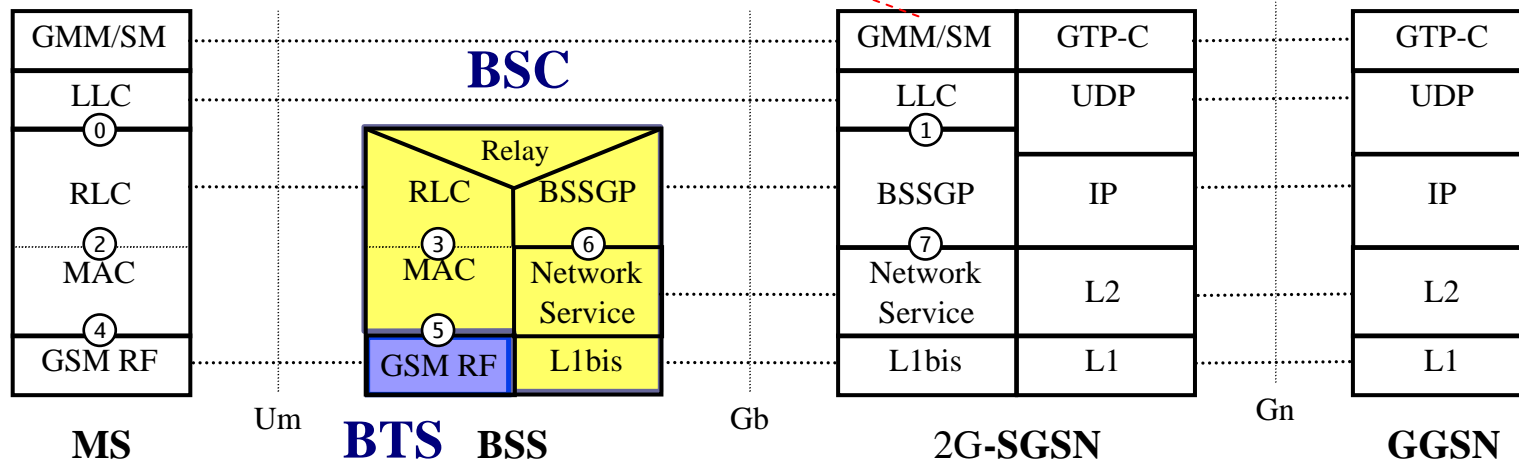 GMM/SM
GMM/SM
GTP-C
GTP-C
BSC
LLC
LLC
UDP
UDP
0
1
Relay
RLC
RLC
BSSGP
BSSGP
IP
IP
2
3
6
7
MAC
MAC
Network
Service
Network
Service
L2
L2
4
5
GSM RF
GSM RF
L1bis
L1bis
L1
L1
Um
Gb
Gn
MS
BTS
BSS
2G-SGSN
GGSN